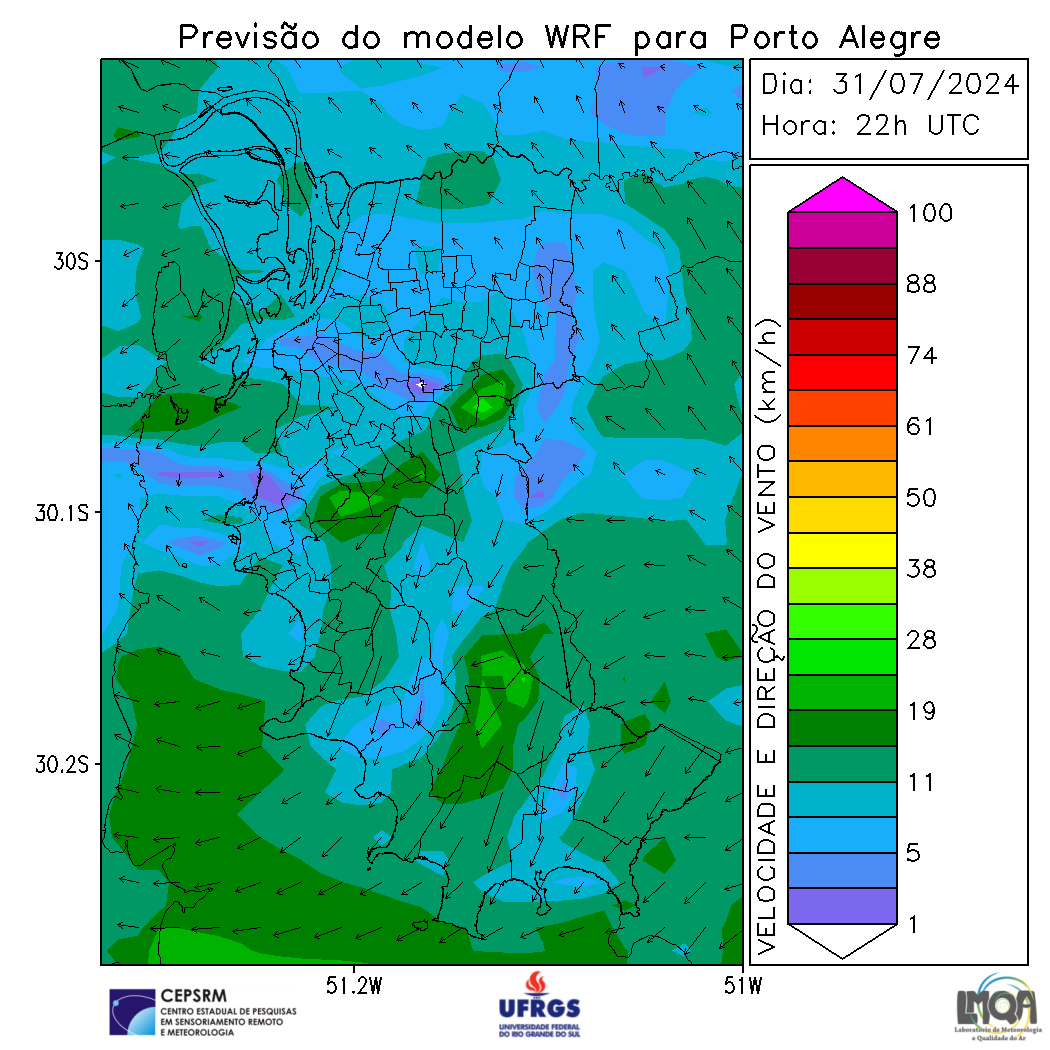 Previsão do modelo WRF para Porto Alegre
Dia: 31/07/2024
Hora: 22h UTC
30S
30.1S
30.2S
51.2W
51W
VELOCIDADE E DIREÇÃO DO VENTO (km/h)
100
88
74
61
50
38
28
19
11
5
1
CEPSRM
CENTRO ESTADUAL DE PESQUISAS
EM SENSORIAMENTO REMOTO
E METEOROLOGIA
UFRGS
UNIVERSIDADE FEDERAL
DO RIO GRANDE DO SUL
LMQA
Laboratório de Meteorologia
e Qualidade do Ar